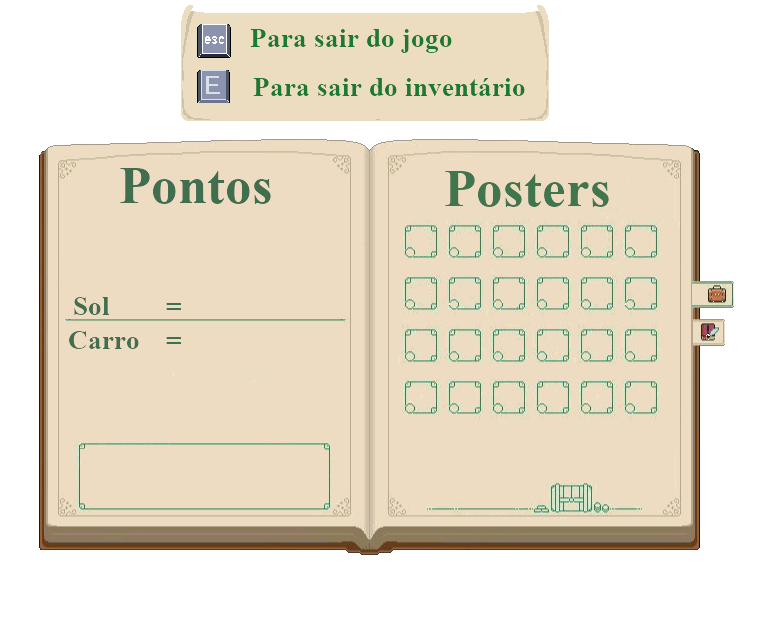 esc Para sair do jogo
E Para sair do inventário
Pontos
Sol =
Carro =
Posters